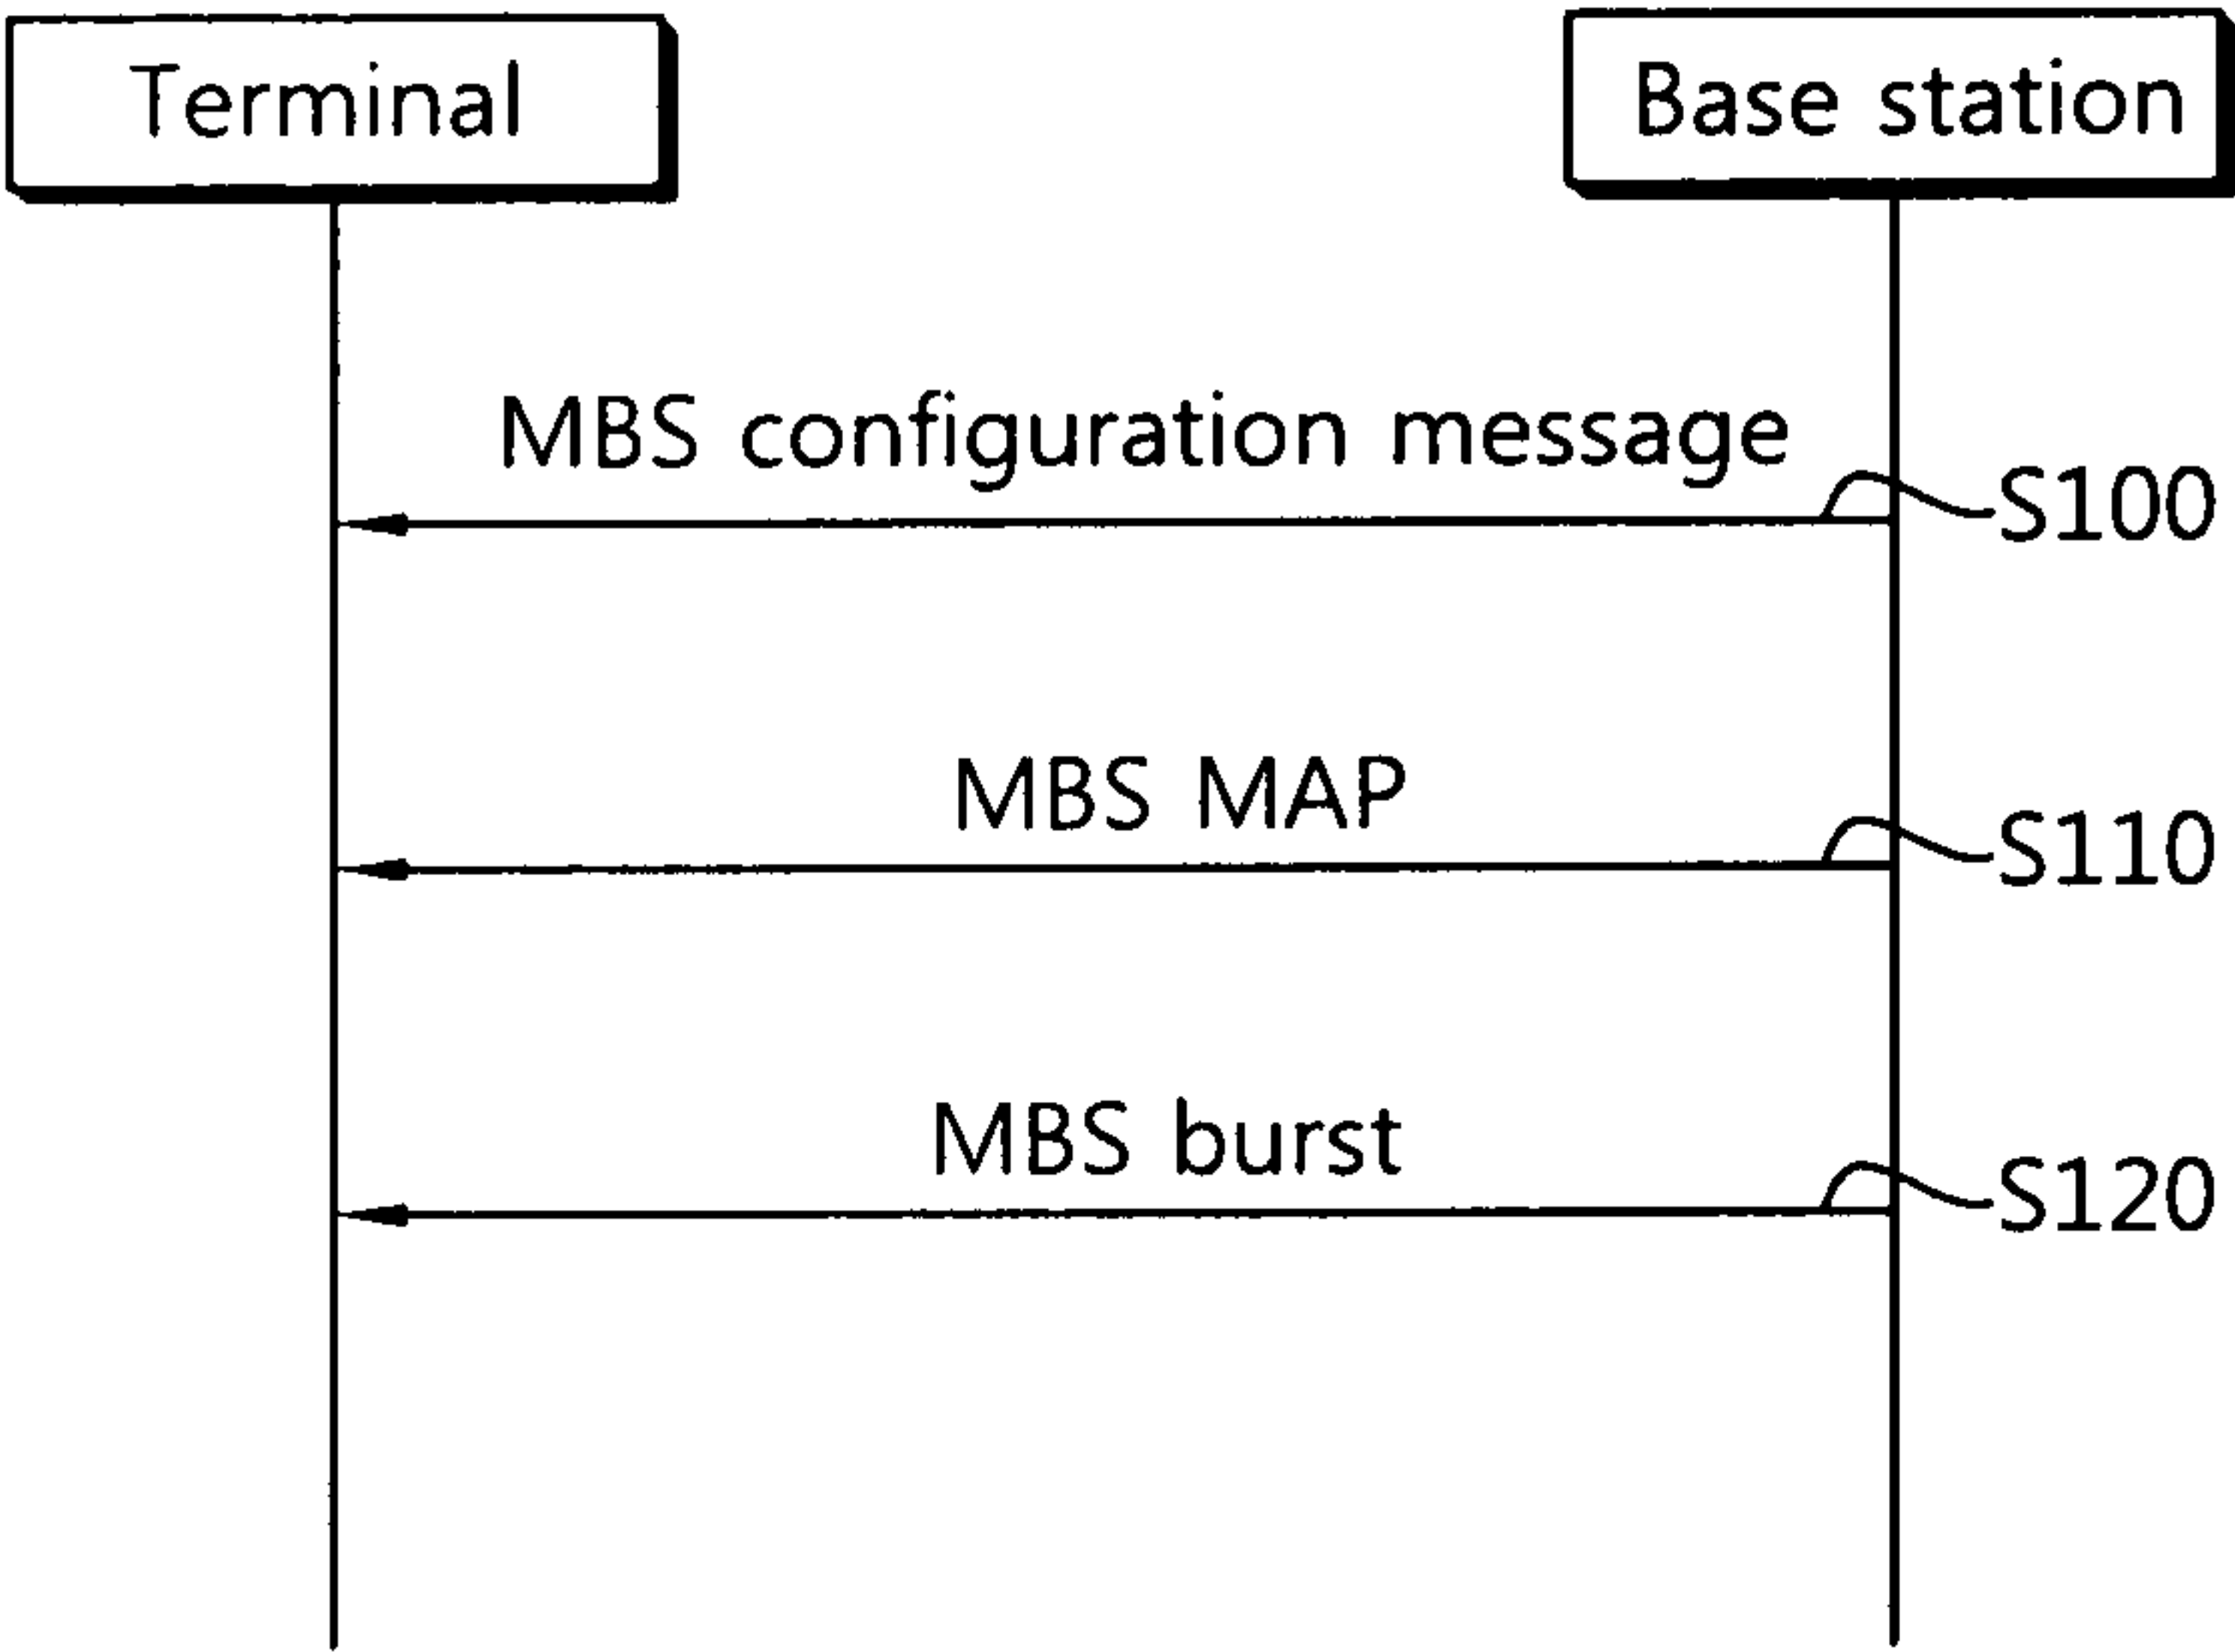 Terminal
Base station
MBS configuration message
S100
MBS MAP
S110
MBS burst
S120